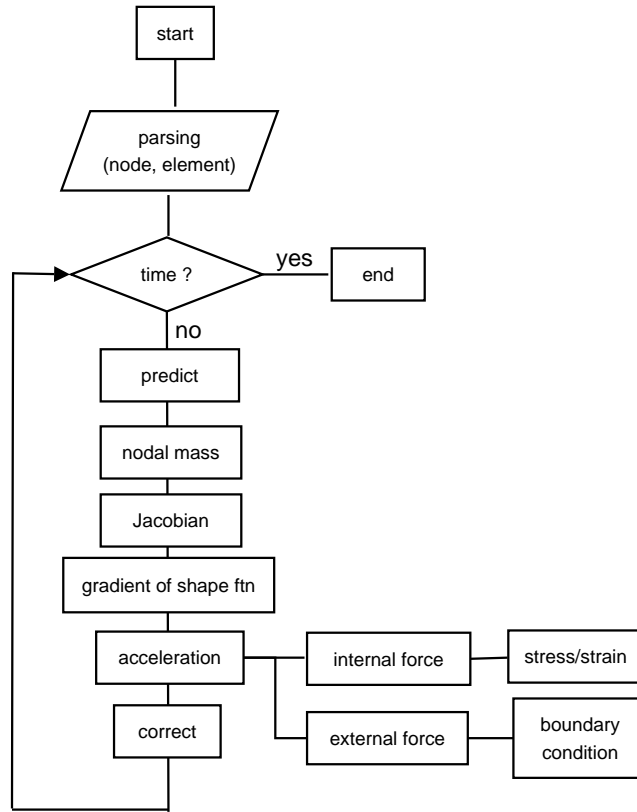 start
parsing
(node, element)
time ?
yes
end
no
predict
nodal mass
Jacobian
gradient of shape ftn
acceleration
internal force
stress/strain
correct
external force
boundary
condition